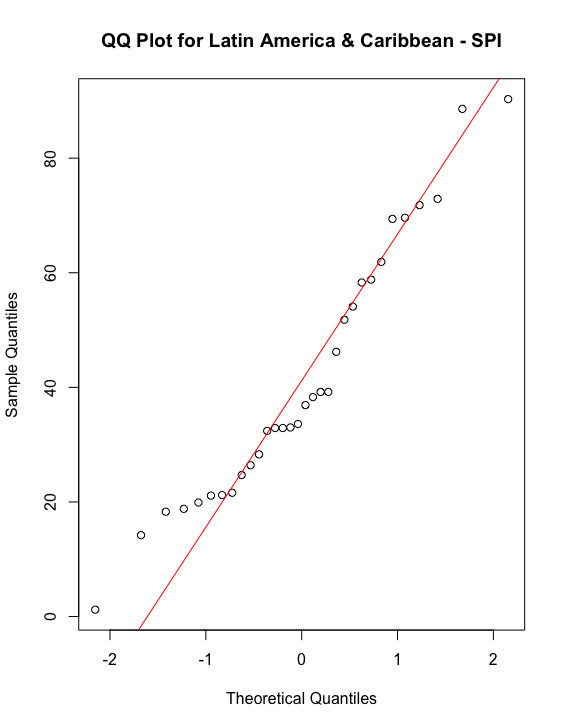 QQ Plot for Latin America & Caribbean - SPI
Sample Quantiles
80
60
40
20
0
-2 -1 0 1 2
Theoretical Quantiles